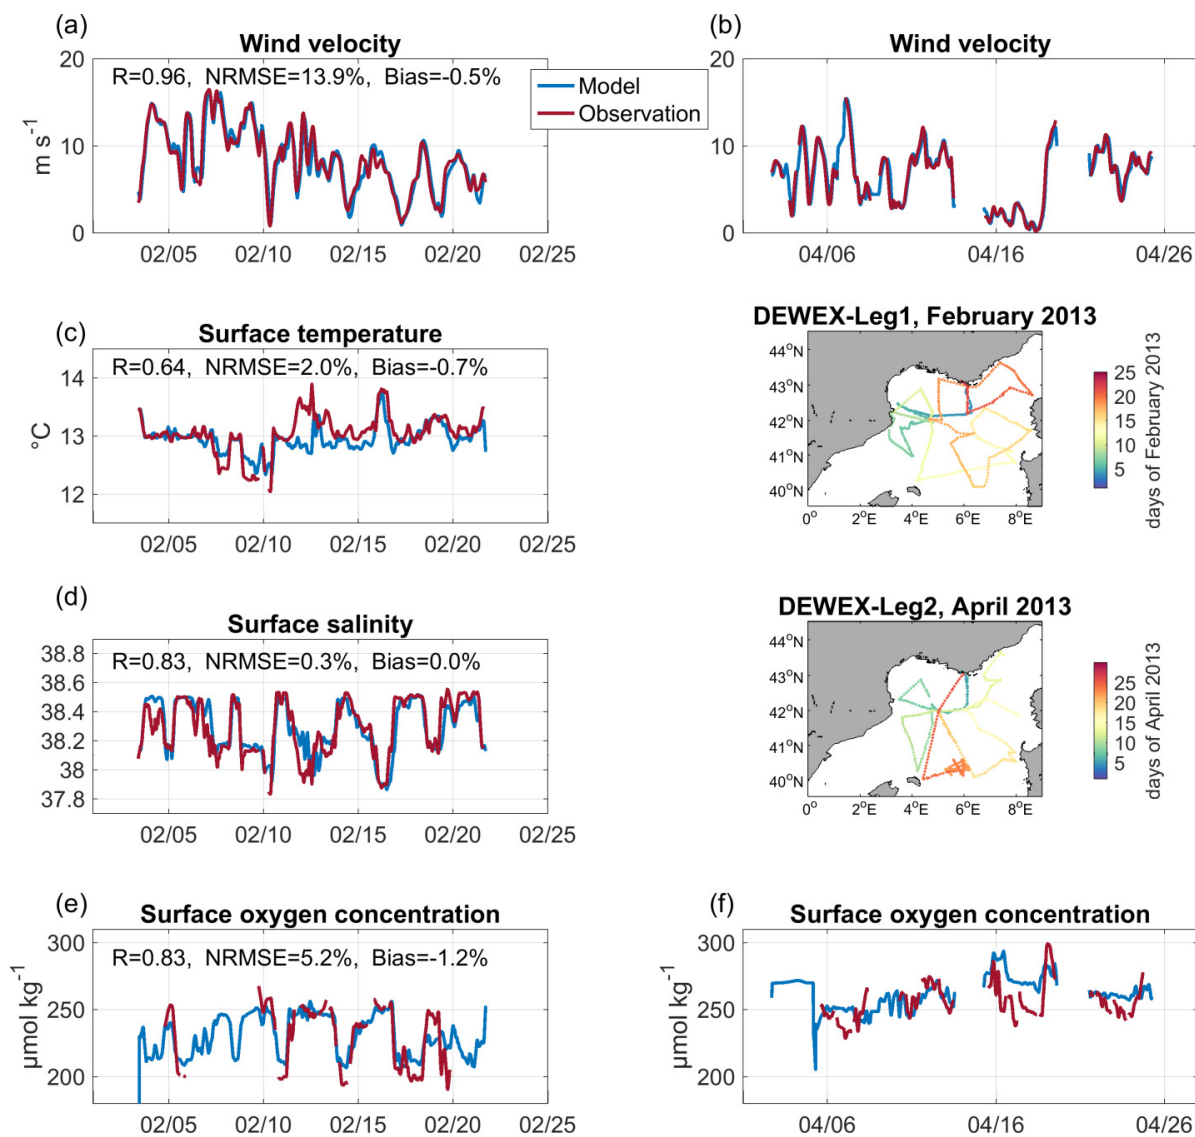 (a)
Wind velocity
R=0.96, NRMSE=13.9%, Bias=-0.5%
Model
Observation
20
10
0
m s⁻¹
02/05 02/10 02/15 02/20 02/25
(b)
Wind velocity
20
10
0
04/06 04/16 04/26
(c)
Surface temperature
R=0.64, NRMSE=2.0%, Bias=-0.7%
14
13
12
°C
02/05 02/10 02/15 02/20 02/25
DEWEX-Leg1, February 2013
44°N
43°N
42°N
41°N
40°N
0° 2°E 4°E 6°E 8°E
25
20
15
10
5
days of February 2013
(d)
Surface salinity
R=0.83, NRMSE=0.3%, Bias=0.0%
38.8
38.6
38.4
38.2
38
37.8
02/05 02/10 02/15 02/20 02/25
DEWEX-Leg2, April 2013
44°N
43°N
42°N
41°N
40°N
0° 2°E 4°E 6°E 8°E
25
20
15
10
5
days of April 2013
(e)
Surface oxygen concentration
R=0.83, NRMSE=5.2%, Bias=-1.2%
300
250
200
µmol kg⁻¹
02/05 02/10 02/15 02/20 02/25
(f)
Surface oxygen concentration
300
250
200
µmol kg⁻¹
04/06 04/16 04/26